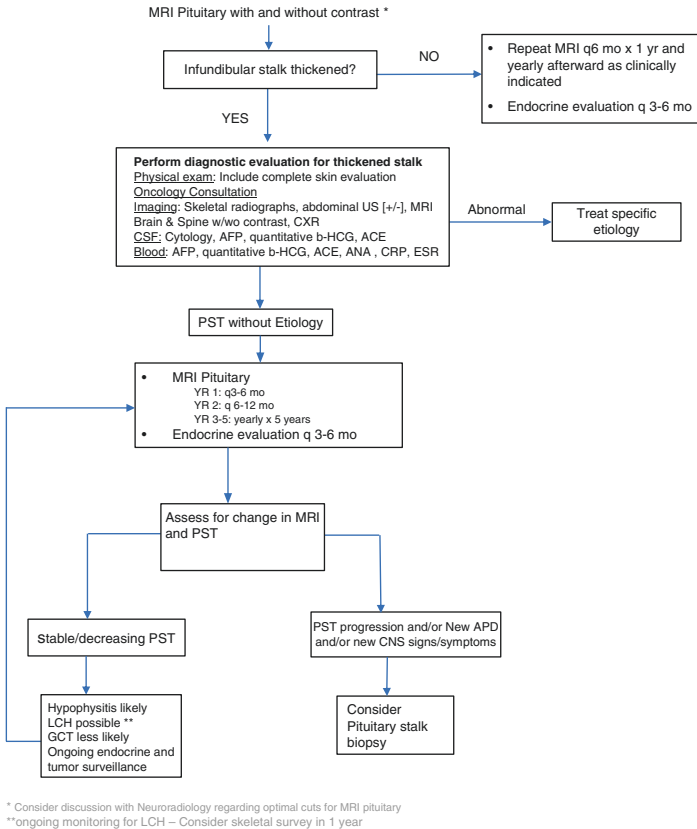 MRI Pituitary with and without contrast *
Infundibular stalk thickened?
NO
• Repeat MRI q6 mo x 1 yr and
yearly afterward as clinically
indicated
• Endocrine evaluation q 3-6 mo
YES
Perform diagnostic evaluation for thickened stalk
Physical exam: Include complete skin evaluation
Oncology Consultation
Imaging: Skeletal radiographs, abdominal US [+/-], MRI
Brain & Spine w/wo contrast, CXR
CSF: Cytology, AFP, quantitative b-HCG, ACE
Blood: AFP, quantitative b-HCG, ACE, ANA , CRP, ESR
Abnormal
Treat specific
etiology
PST without Etiology
• MRI Pituitary
YR 1: q3-6 mo
YR 2: q 6-12 mo
YR 3-5: yearly x 5 years
• Endocrine evaluation q 3-6 mo
Assess for change in MRI
and PST
stable/decreasing PST
PST progression and/or New APD
and/or new CNS signs/symptoms
Hypophysitis likely
LCH possible **
GCT less likely
Ongoing endocrine and
tumor surveillance
Consider
Pituitary stalk
biopsy
* Consider discussion with Neuroradiology regarding optimal cuts for MRI pituitary
**ongoing monitoring for LCH – Consider skeletal survey in 1 year